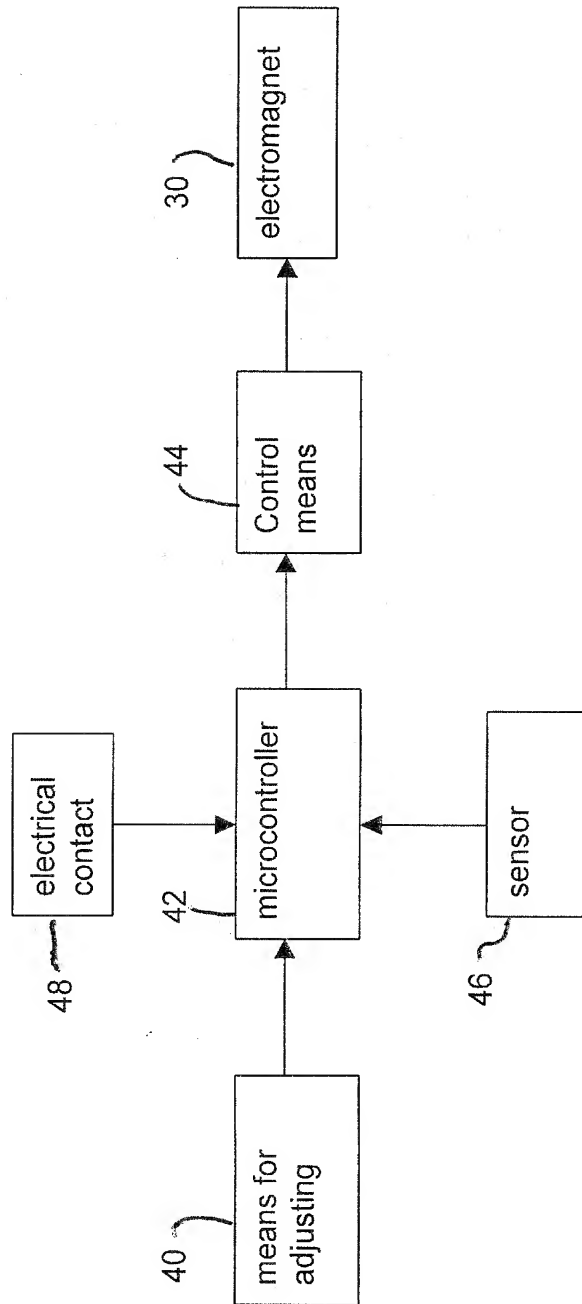 48
electrical
contact
40
means for
adjusting
42
microcontroller
44
Control
means
30
electromagnet
46
sensor